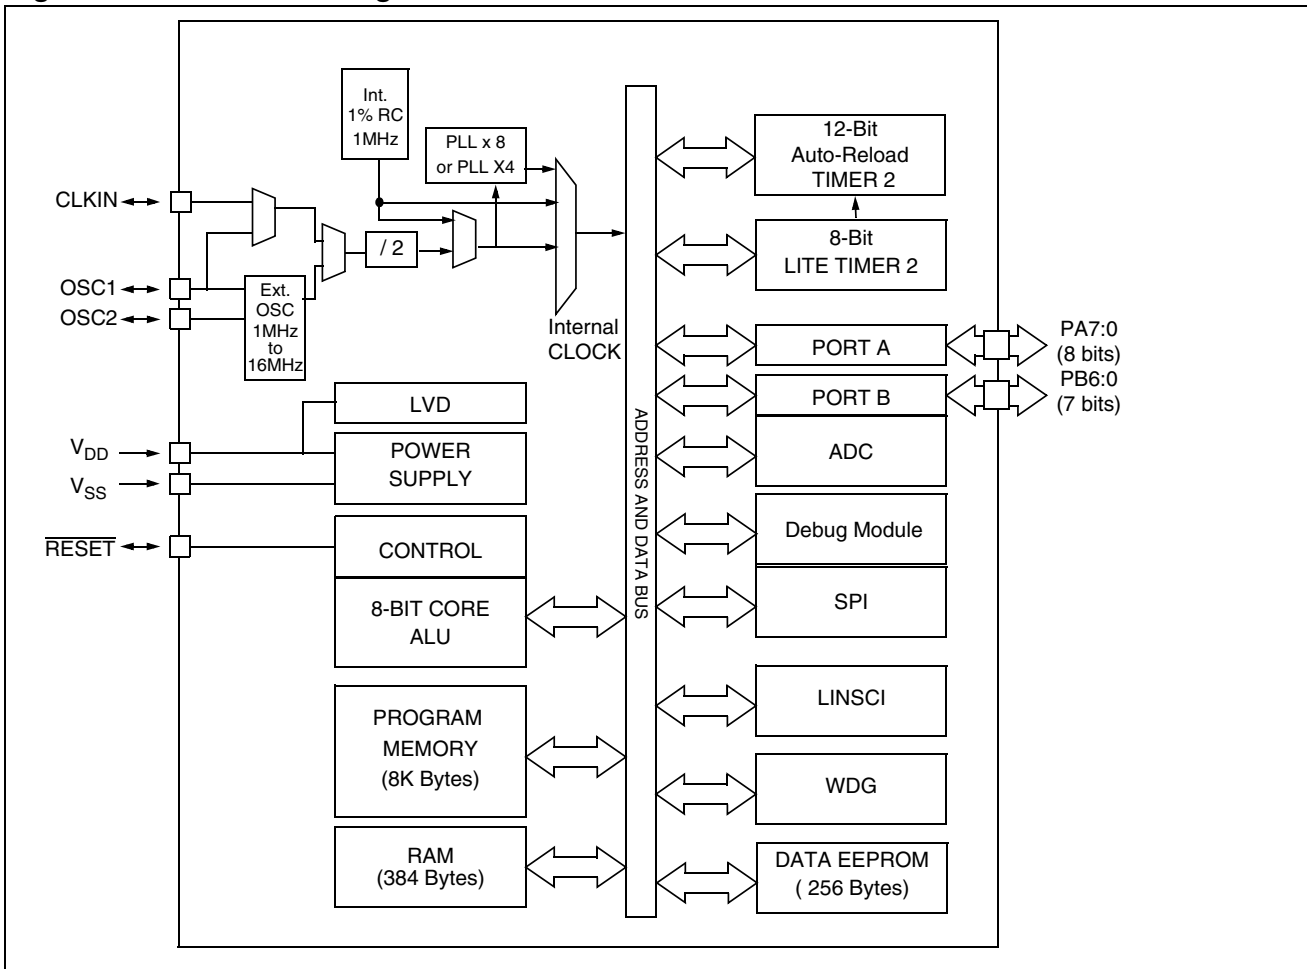 Int.
1% RC
1MHz
PLL x 8
or PLL X4
CLKIN
/ 2
OSC1
OSC2
Ext.
OSC
1MHz
to
16MHz
Internal
CLOCK
LVD
VDD
VSS
POWER
SUPPLY
RESET
CONTROL
8-BIT CORE
ALU
PROGRAM
MEMORY
(8K Bytes)
RAM
(384 Bytes)
ADDRESS AND DATA BUS
12-Bit
Auto-Reload
TIMER 2
8-Bit
LITE TIMER 2
PORT A
PA7:0
(8 bits)
PORT B
PB6:0
(7 bits)
ADC
Debug Module
SPI
LINSCI
WDG
DATA EEPROM
( 256 Bytes)